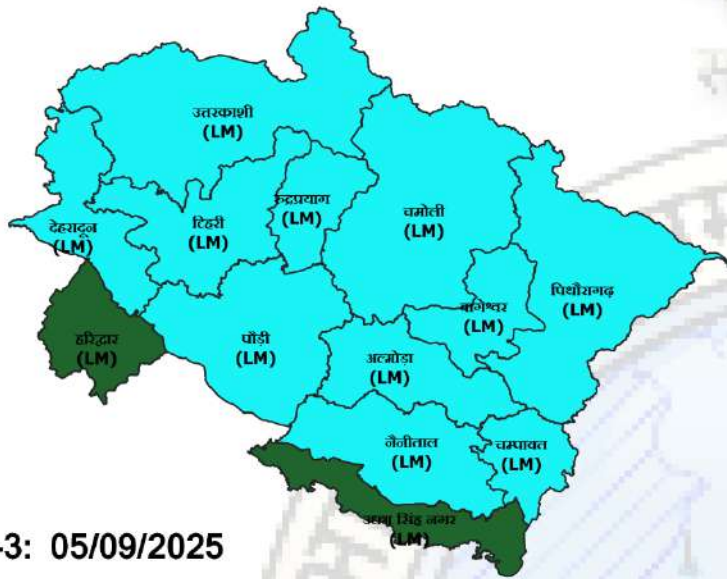 उत्तरकाशी
(LM)
देहरादून
(LM)
टिहरी
(LM)
रुद्रप्रयाग
(LM)
चमोली
(LM)
पिथौरागढ़
(LM)
बागेश्वर
(LM)
हरिद्वार
(LM)
पौड़ी
(LM)
अल्मोड़ा
(LM)
नैनीताल
(LM)
चम्पावत
(LM)
सिंह नगर
(LM)
-3: 05/09/2025